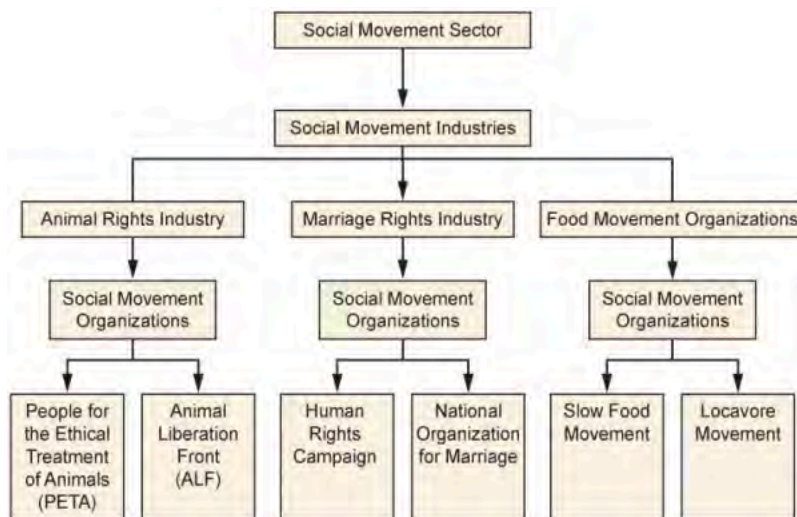 Social Movement Sector
Social Movement Industries
Animal Rights Industry
Marriage Rights Industry
Food Movement Organizations
Social Movement
Organizations
Social Movement
Organizations
Social Movement
Organizations
People for
the Ethical
Treatment
of Animals
(PETA)
Animal
Liberation
Front
(ALF)
Human
Rights
Campaign
National
Organization
for Marriage
Slow Food
Movement
Locavore
Movement